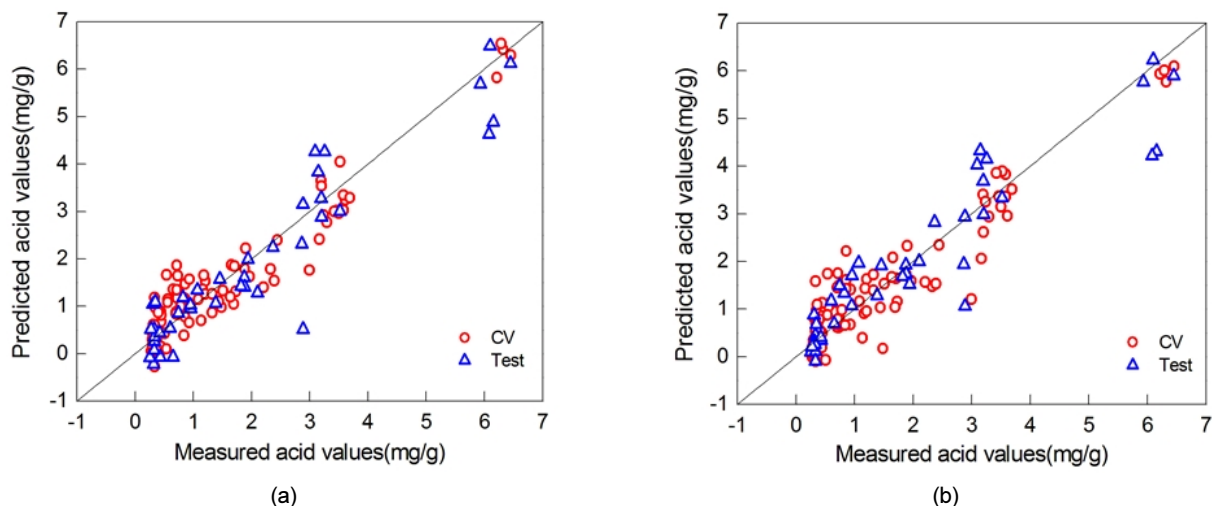 7
6
5
4
3
2
1
0
-1
-1 0 1 2 3 4 5 6 7
Predicted acid values(mg/g)
Measured acid values(mg/g)
CV
Test
(a)
7
6
5
4
3
2
1
0
-1
-1 0 1 2 3 4 5 6 7
Predicted acid values(mg/g)
Measured acid values(mg/g)
CV
Test
(b)